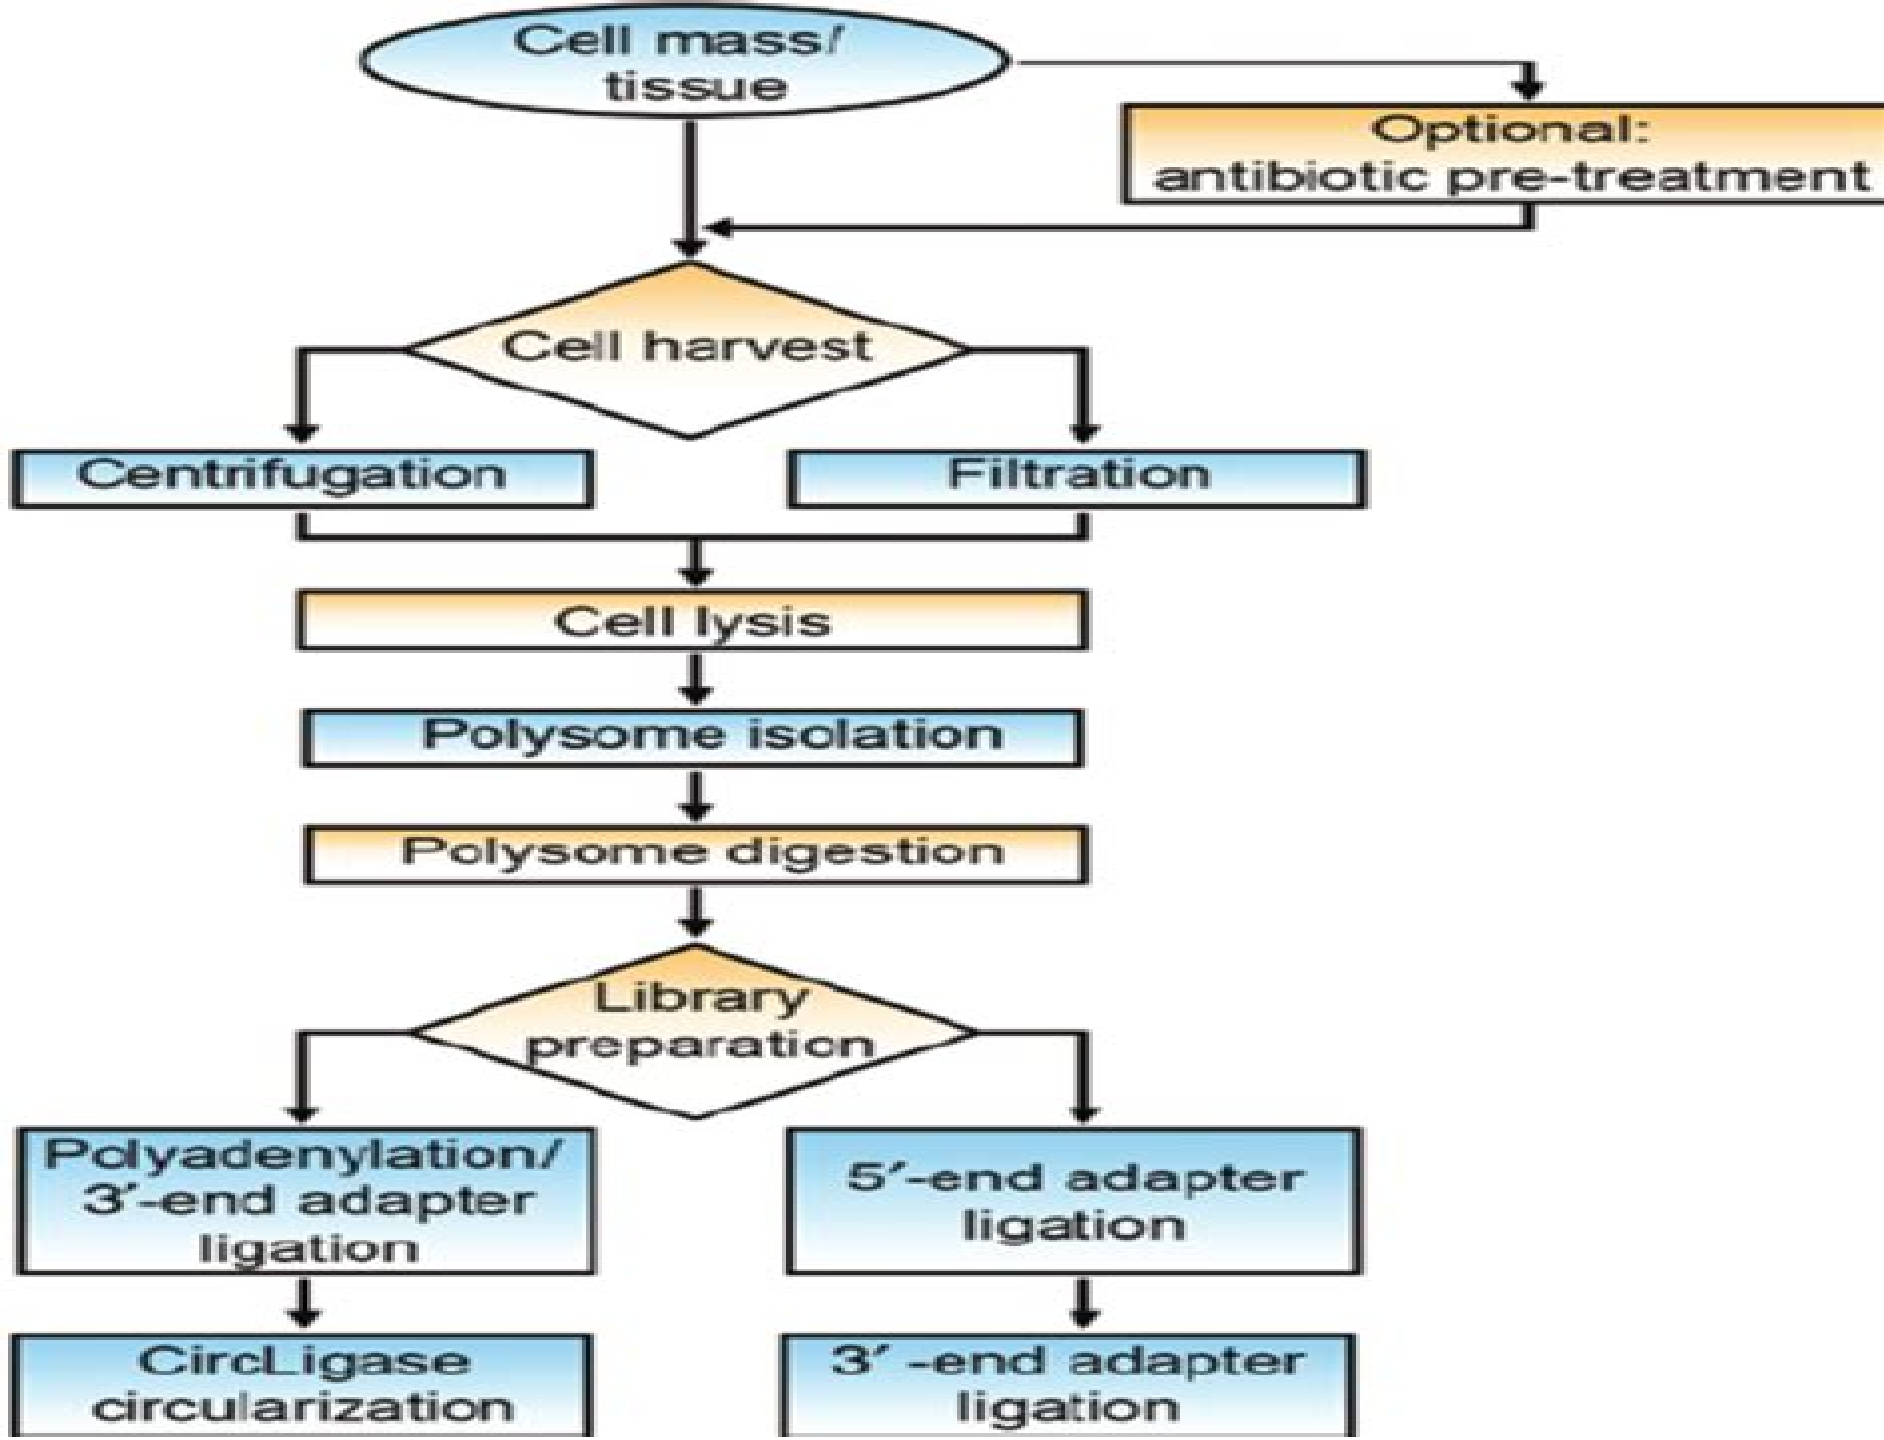 Cell mass/
tissue
Optional:
antibiotic pre-treatment
Cell harvest
Centrifugation
Filtration
Cell lysis
Polysome isolation
Polysome digestion
Library
preparation
Polyadenylation/
3′-end adapter
ligation
5′-end adapter
ligation
CircLigase
circularization
3′ -end adapter
ligation